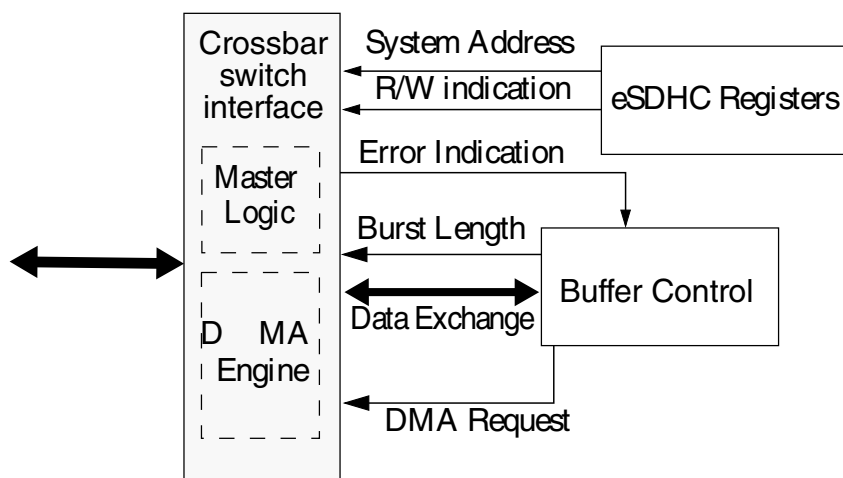 Crossbar
switch
interface
System Address
R/W indication
eSDHC Registers
Error Indication
Master
Logic
Burst Length
Buffer Control
Data Exchange
D MA
Engine
DMA Request